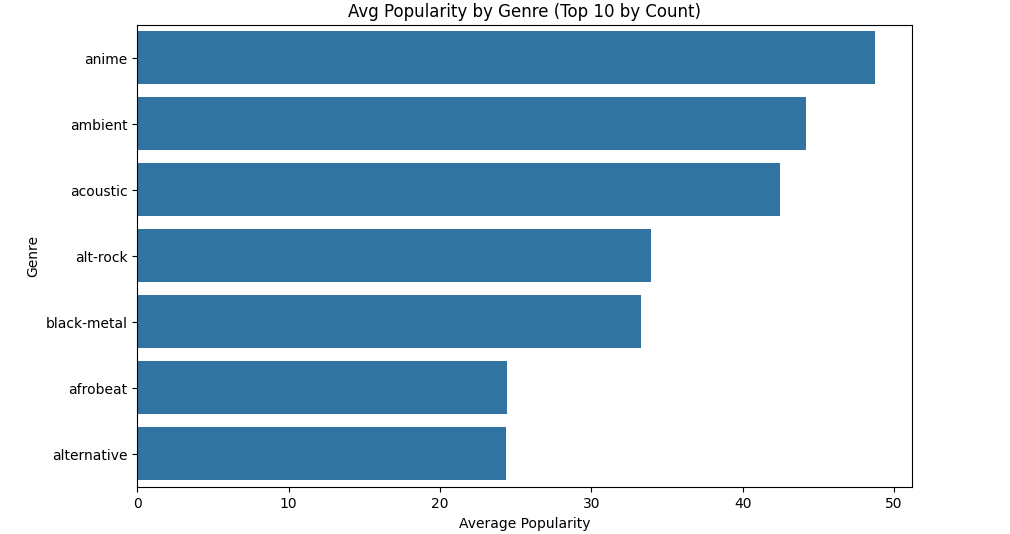 Avg Popularity by Genre (Top 10 by Count)
anime
ambient
acoustic
alt-rock
black-metal
afrobeat
alternative
Genre
0 10 20 30 40 50
Average Popularity